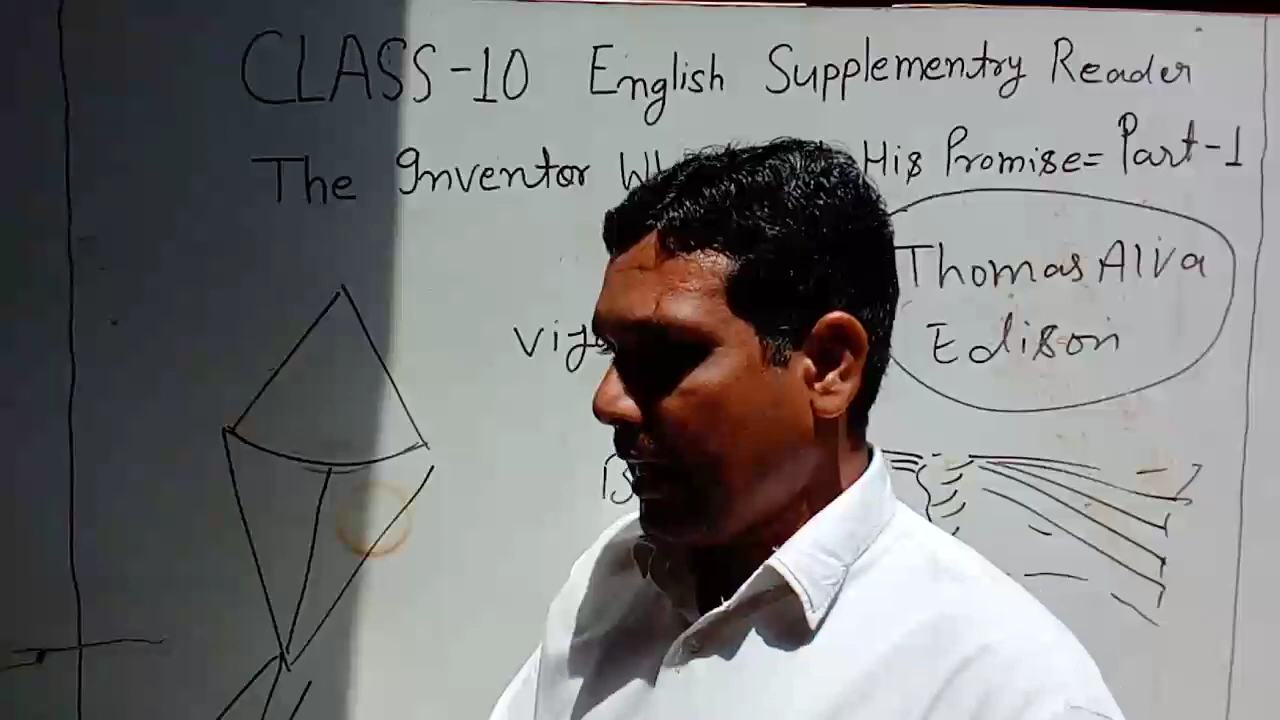 CLASS-10 English Supplementry Reader
The Inventor His Promise= Part-1
Thomas Alva
Edison